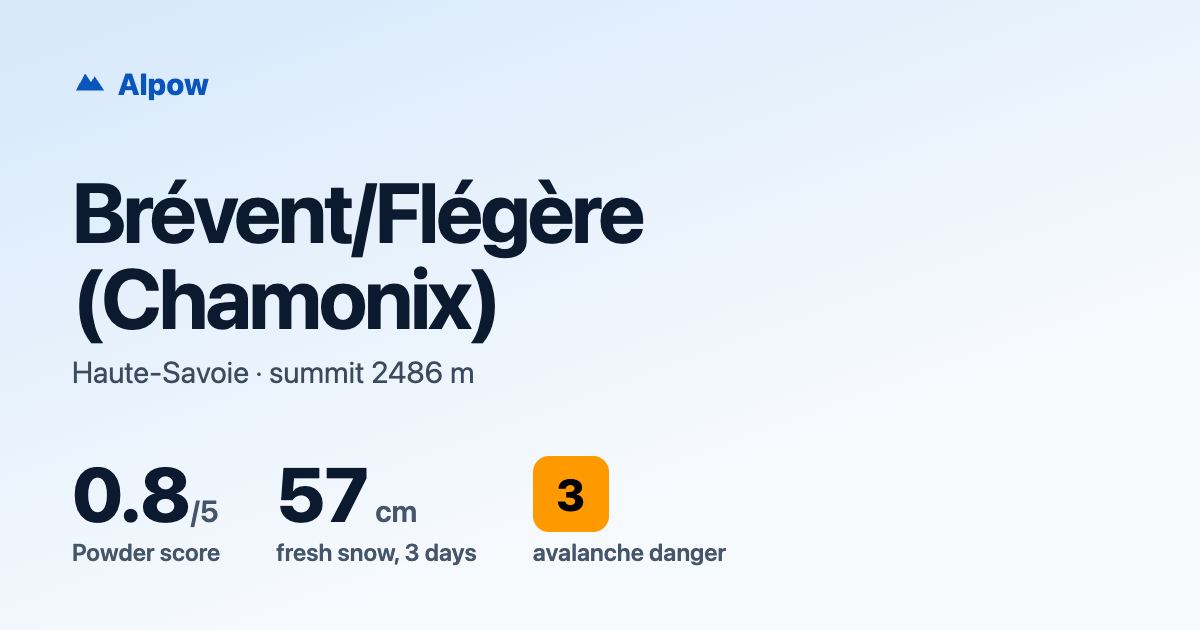 Alpow
Brévent/Flégère
(Chamonix)
Haute-Savoie · summit 2486 m
0.8/5
57 cm
3
Powder score
fresh snow, 3 days
avalanche danger